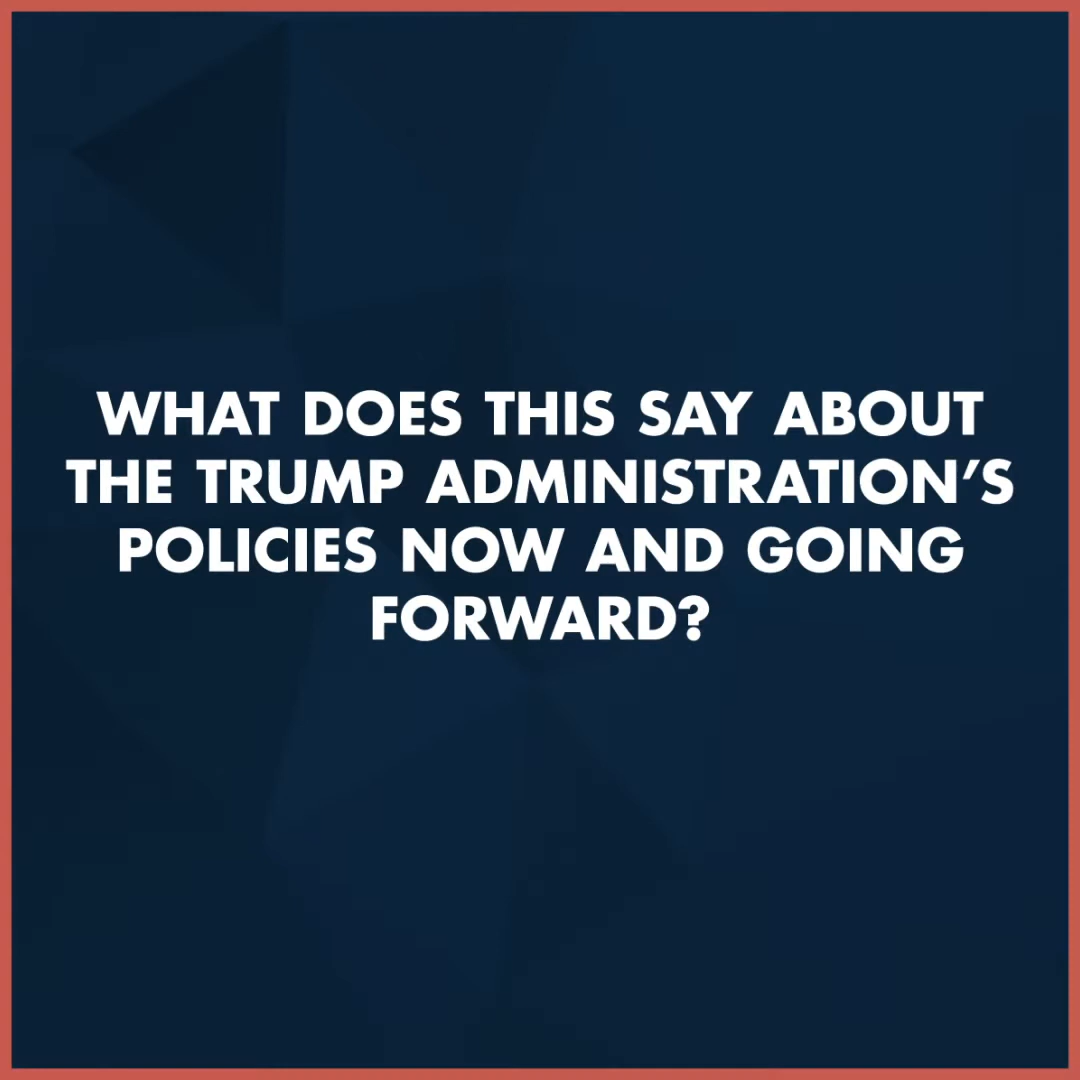 WHAT DOES THIS SAY ABOUT
THE TRUMP ADMINISTRATION’S
POLICIES NOW AND GOING
FORWARD?